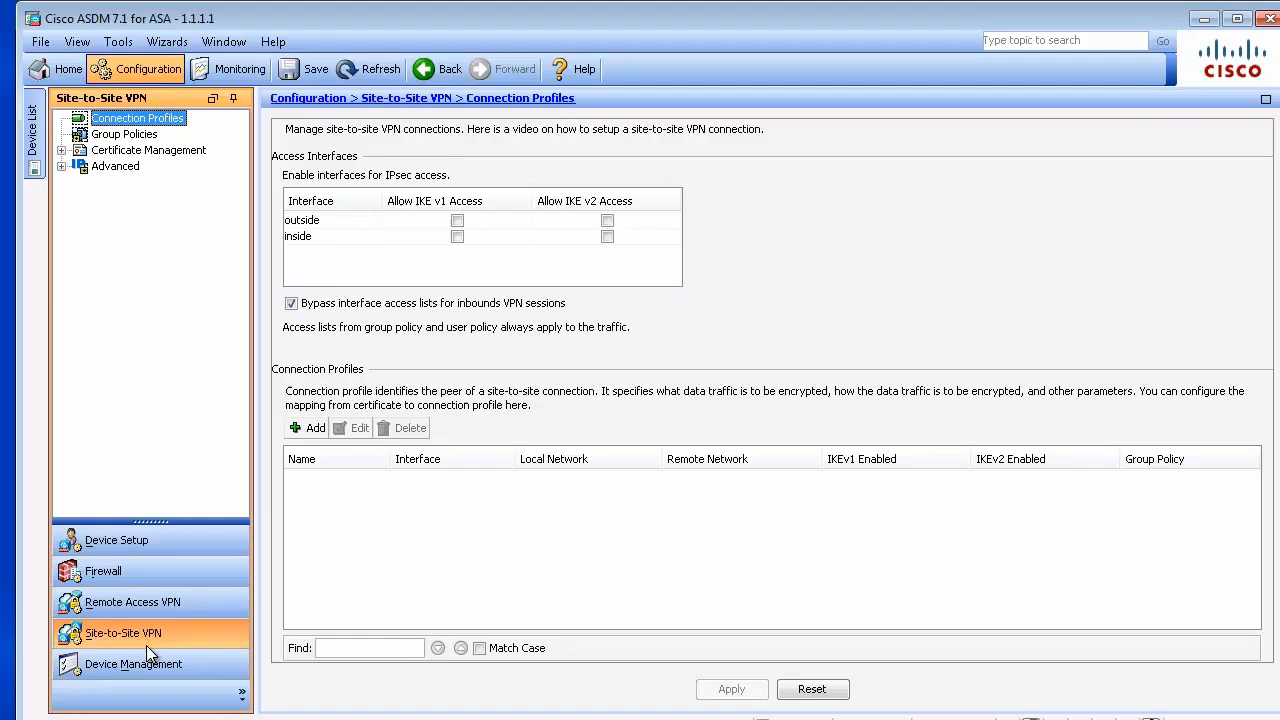 Cisco ASDM 7.1 for ASA - 1.1.1.1
File View Tools Wizards Window Help
Type topic to search Go
Home Configuration Monitoring Save Refresh Back Forward Help
CISCO
Device List
Site-to-Site VPN
Connection Profiles
Group Policies
Certificate Management
Advanced
Device Setup
Firewall
Remote Access VPN
Site-to-Site VPN
Device Management
Configuration > Site-to-Site VPN > Connection Profiles
Manage site-to-site VPN connections. Here is a video on how to setup a site-to-site VPN connection.
Access Interfaces
Enable interfaces for IPsec access.
Interface Allow IKE v1 Access Allow IKE v2 Access
outside
inside
Bypass interface access lists for inbounds VPN sessions
Access lists from group policy and user policy always apply to the traffic.
Connection Profiles
Connection profile identifies the peer of a site-to-site connection. It specifies what data traffic is to be encrypted, how the data traffic is to be encrypted, and other parameters. You can configure the
mapping from certificate to connection profile here.
Add Edit Delete
Name Interface Local Network Remote Network IKEv1 Enabled IKEv2 Enabled Group Policy
Find: Match Case
Apply Reset